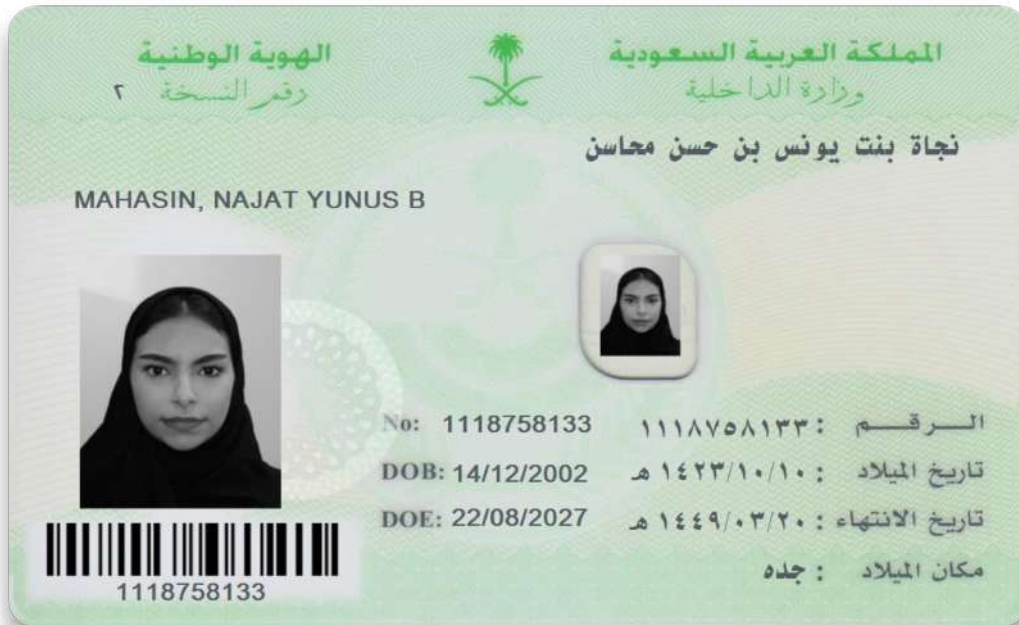 المملكة العربية السعودية
وزارة الداخلية
الهوية الوطنية
رقم النسخة ٢
نجاة بنت يونس بن حسن محاسن
MAHASIN, NAJAT YUNUS B
الـــرقـــم : ١١١٨٧٥٨١٣٣ No: 1118758133
تاريخ الميلاد : ١٤٢٣/١٠/١٠ هـ DOB: 14/12/2002
تاريخ الانتهاء : ١٤٤٩/٠٣/٢٠ هـ DOE: 22/08/2027
مكان الميلاد : جده
1118758133